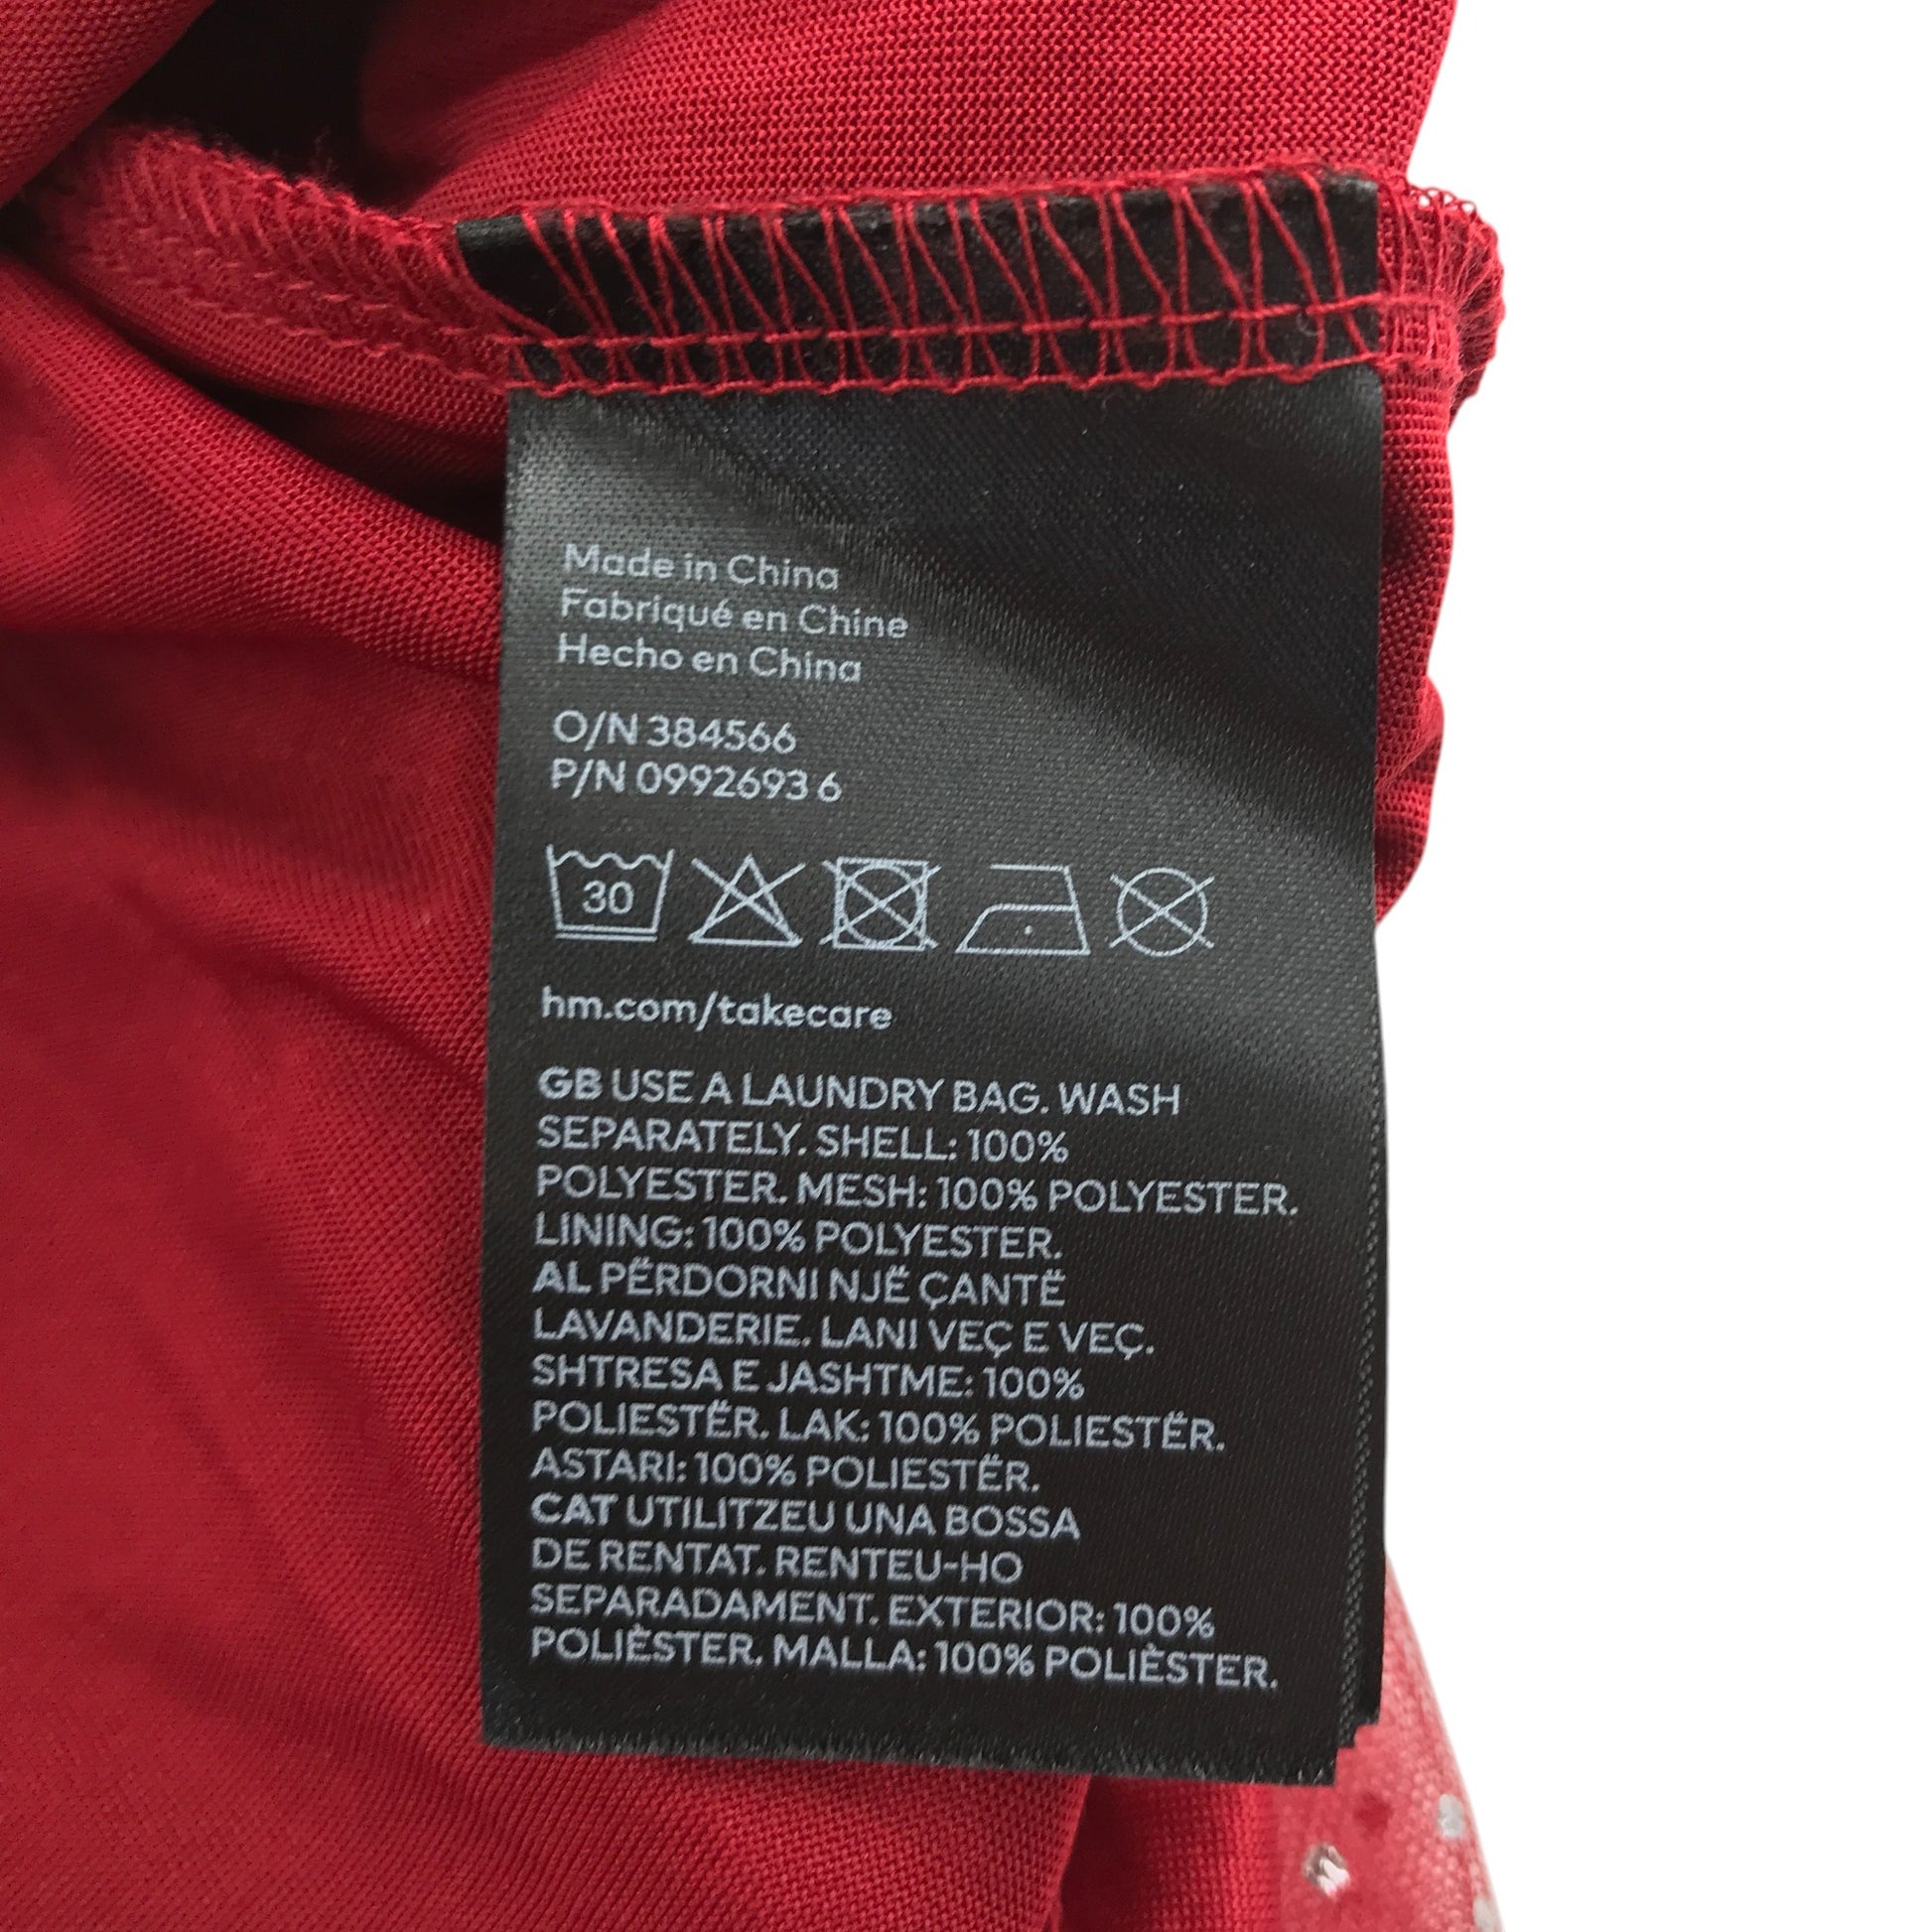 Made in China
Fabriqué en Chine
Hecho en China
O/N 384566
P/N 0992693 6
30
hm.com/takecare
GB USE A LAUNDRY BAG. WASH
SEPARATELY. SHELL: 100%
POLYESTER. MESH: 100% POLYESTER.
LINING: 100% POLYESTER.
AL PËRDORNI NJË ÇANTË
LAVANDERIE. LANI VEÇ E VEÇ.
SHTRESA E JASHTME: 100%
POLIESTËR. LAK: 100% POLIESTËR.
ASTARI: 100% POLIESTËR.
CAT UTILITZEU UNA BOSSA
DE RENTAT. RENTEU-HO
SEPARADAMENT. EXTERIOR: 100%
POLIÈSTER. MALLA: 100% POLIÈSTER.